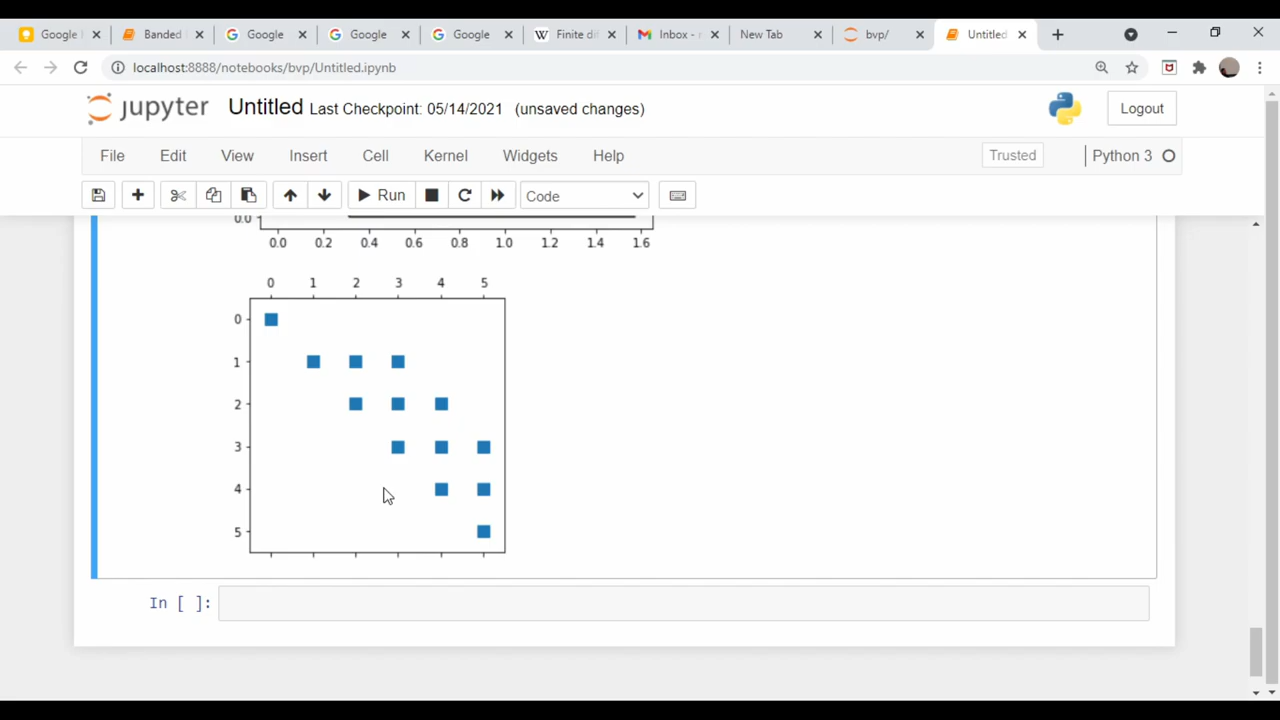 Google Banded Google Google Google Finite di Inbox - New Tab bvp/ Untitled
localhost:8888/notebooks/bvp/Untitled.ipynb
jupyter Untitled Last Checkpoint: 05/14/2021 (unsaved changes) Logout
File Edit View Insert Cell Kernel Widgets Help Trusted Python 3
Run Code
0.0
0.0 0.2 0.4 0.6 0.8 1.0 1.2 1.4 1.6
0 1 2 3 4 5
0
1
2
3
4
5
In [ ]: